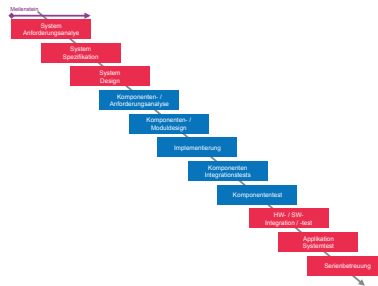 Meilenstein
System
Anforderungsanalyse
System
Spezifikation
System
Design
Komponenten- /
Anforderungsanalyse
Komponenten- /
Moduldesign
Implementierung
Komponenten
Integrationstests
Komponententest
HW- / SW-
Integration / -test
Applikation
Systemtest
Serienbetreuung